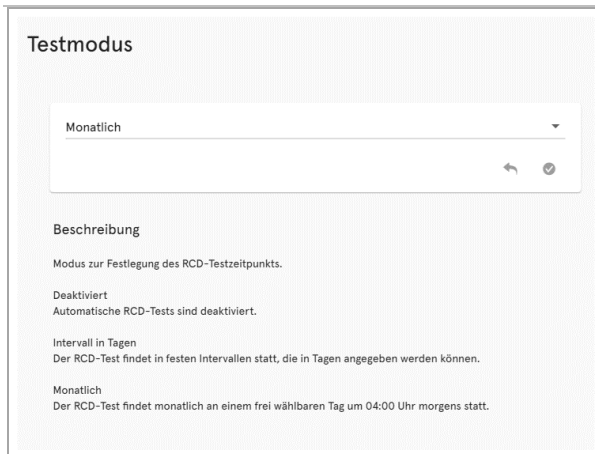 Testmodus
Monatlich
Beschreibung
Modus zur Festlegung des RCD-Testzeitpunkts.
Deaktiviert
Automatische RCD-Tests sind deaktiviert.
Intervall in Tagen
Der RCD-Test findet in festen Intervallen statt, die in Tagen angegeben werden können.
Monatlich
Der RCD-Test findet monatlich an einem frei wählbaren Tag um 04:00 Uhr morgens statt.